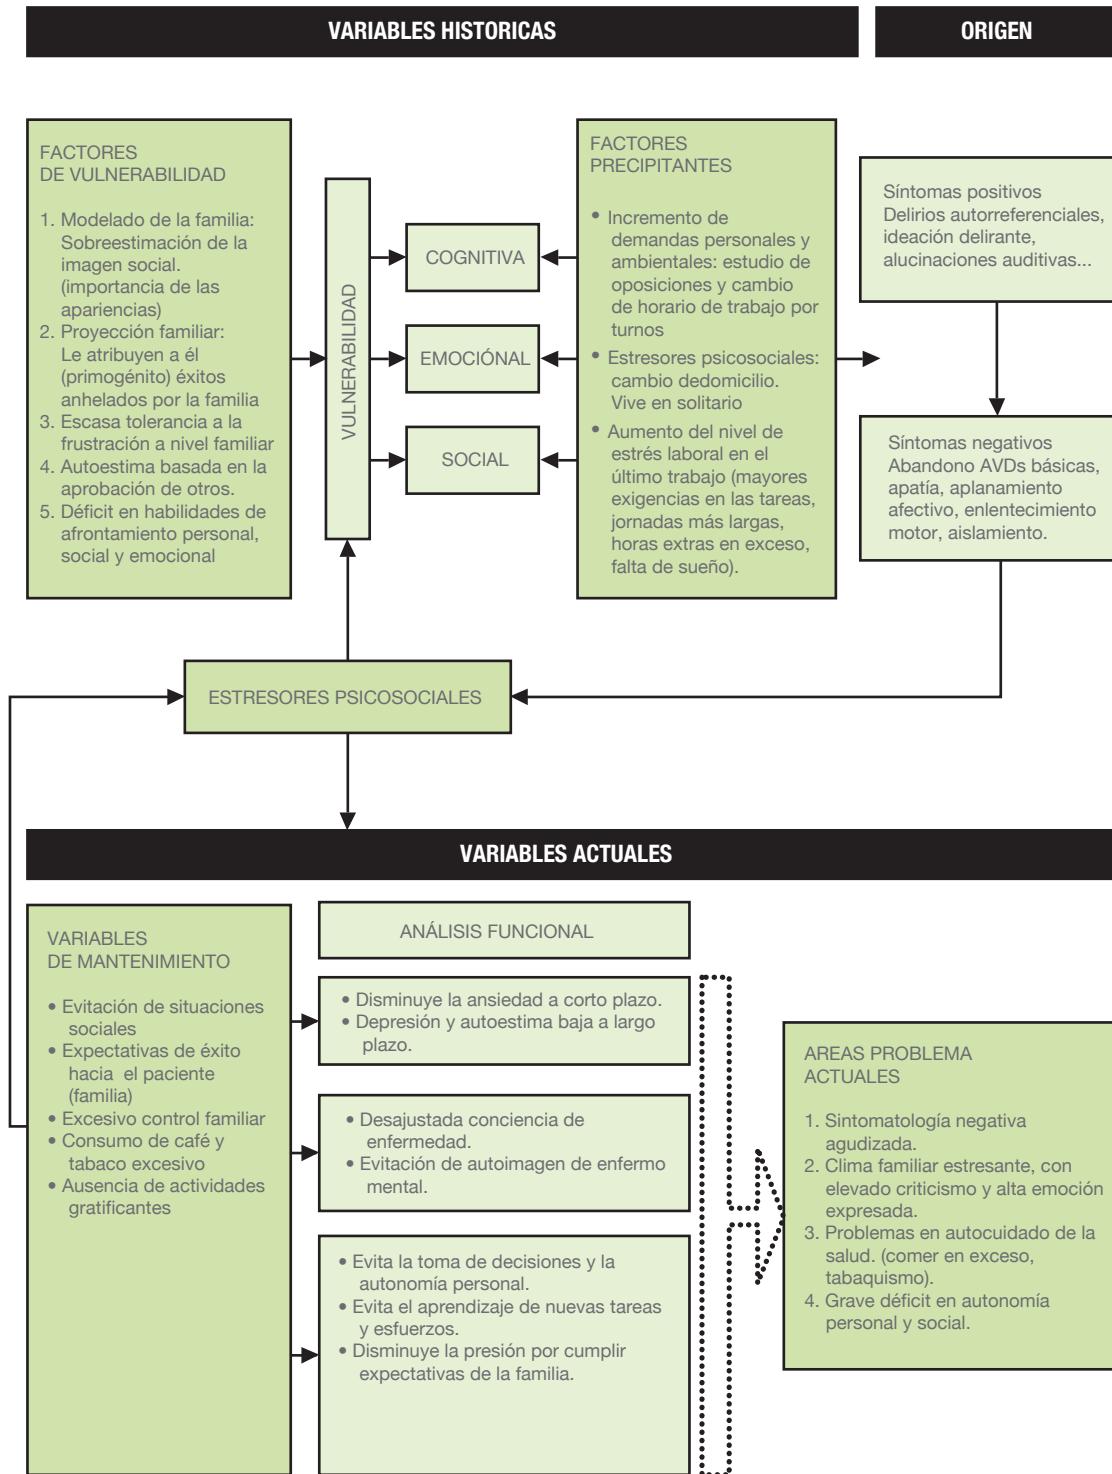 VARIABLES HISTORICAS
ORIGEN
FACTORES
DE VULNERABILIDAD
1. Modelado de la familia:
Sobreestimación de la
imagen social.
(importancia de las
apariencias)
2. Proyección familiar:
Le atribuyen a él
(primogénito) éxitos
anhelados por la familia
3. Escasa tolerancia a la
frustración a nivel familiar
4. Autoestima basada en la
aprobación de otros.
5. Déficit en habilidades de
afrontamiento personal,
social y emocional
VULNERABILIDAD
COGNITIVA
EMOCIÓNAL
SOCIAL
FACTORES
PRECIPITANTES
• Incremento de
demandas personales y
ambientales: estudio de
oposiciones y cambio
de horario de trabajo por
turnos
• Estresores psicosociales:
cambio dedomicilio.
Vive en solitario
• Aumento del nivel de
estrés laboral en el
último trabajo (mayores
exigencias en las tareas,
jornadas más largas,
horas extras en exceso,
falta de sueño).
Síntomas positivos
Delirios autorreferenciales,
ideación delirante,
alucinaciones auditivas...
Síntomas negativos
Abandono AVDs básicas,
apatía, aplanamiento
afectivo, enlentecimiento
motor, aislamiento.
ESTRESORES PSICOSOCIALES
VARIABLES ACTUALES
VARIABLES
DE MANTENIMIENTO
• Evitación de situaciones
sociales
• Expectativas de éxito
hacia el paciente
(familia)
• Excesivo control familiar
• Consumo de café y
tabaco excesivo
• Ausencia de actividades
gratificantes
ANÁLISIS FUNCIONAL
• Disminuye la ansiedad a corto plazo.
• Depresión y autoestima baja a largo
plazo.
• Desajustada conciencia de
enfermedad.
• Evitación de autoimagen de enfermo
mental.
• Evita la toma de decisiones y la
autonomía personal.
• Evita el aprendizaje de nuevas tareas
y esfuerzos.
• Disminuye la presión por cumplir
expectativas de la familia.
AREAS PROBLEMA
ACTUALES
1. Sintomatología negativa
agudizada.
2. Clima familiar estresante, con
elevado criticismo y alta emoción
expresada.
3. Problemas en autocuidado de la
salud. (comer en exceso,
tabaquismo).
4. Grave déficit en autonomía
personal y social.